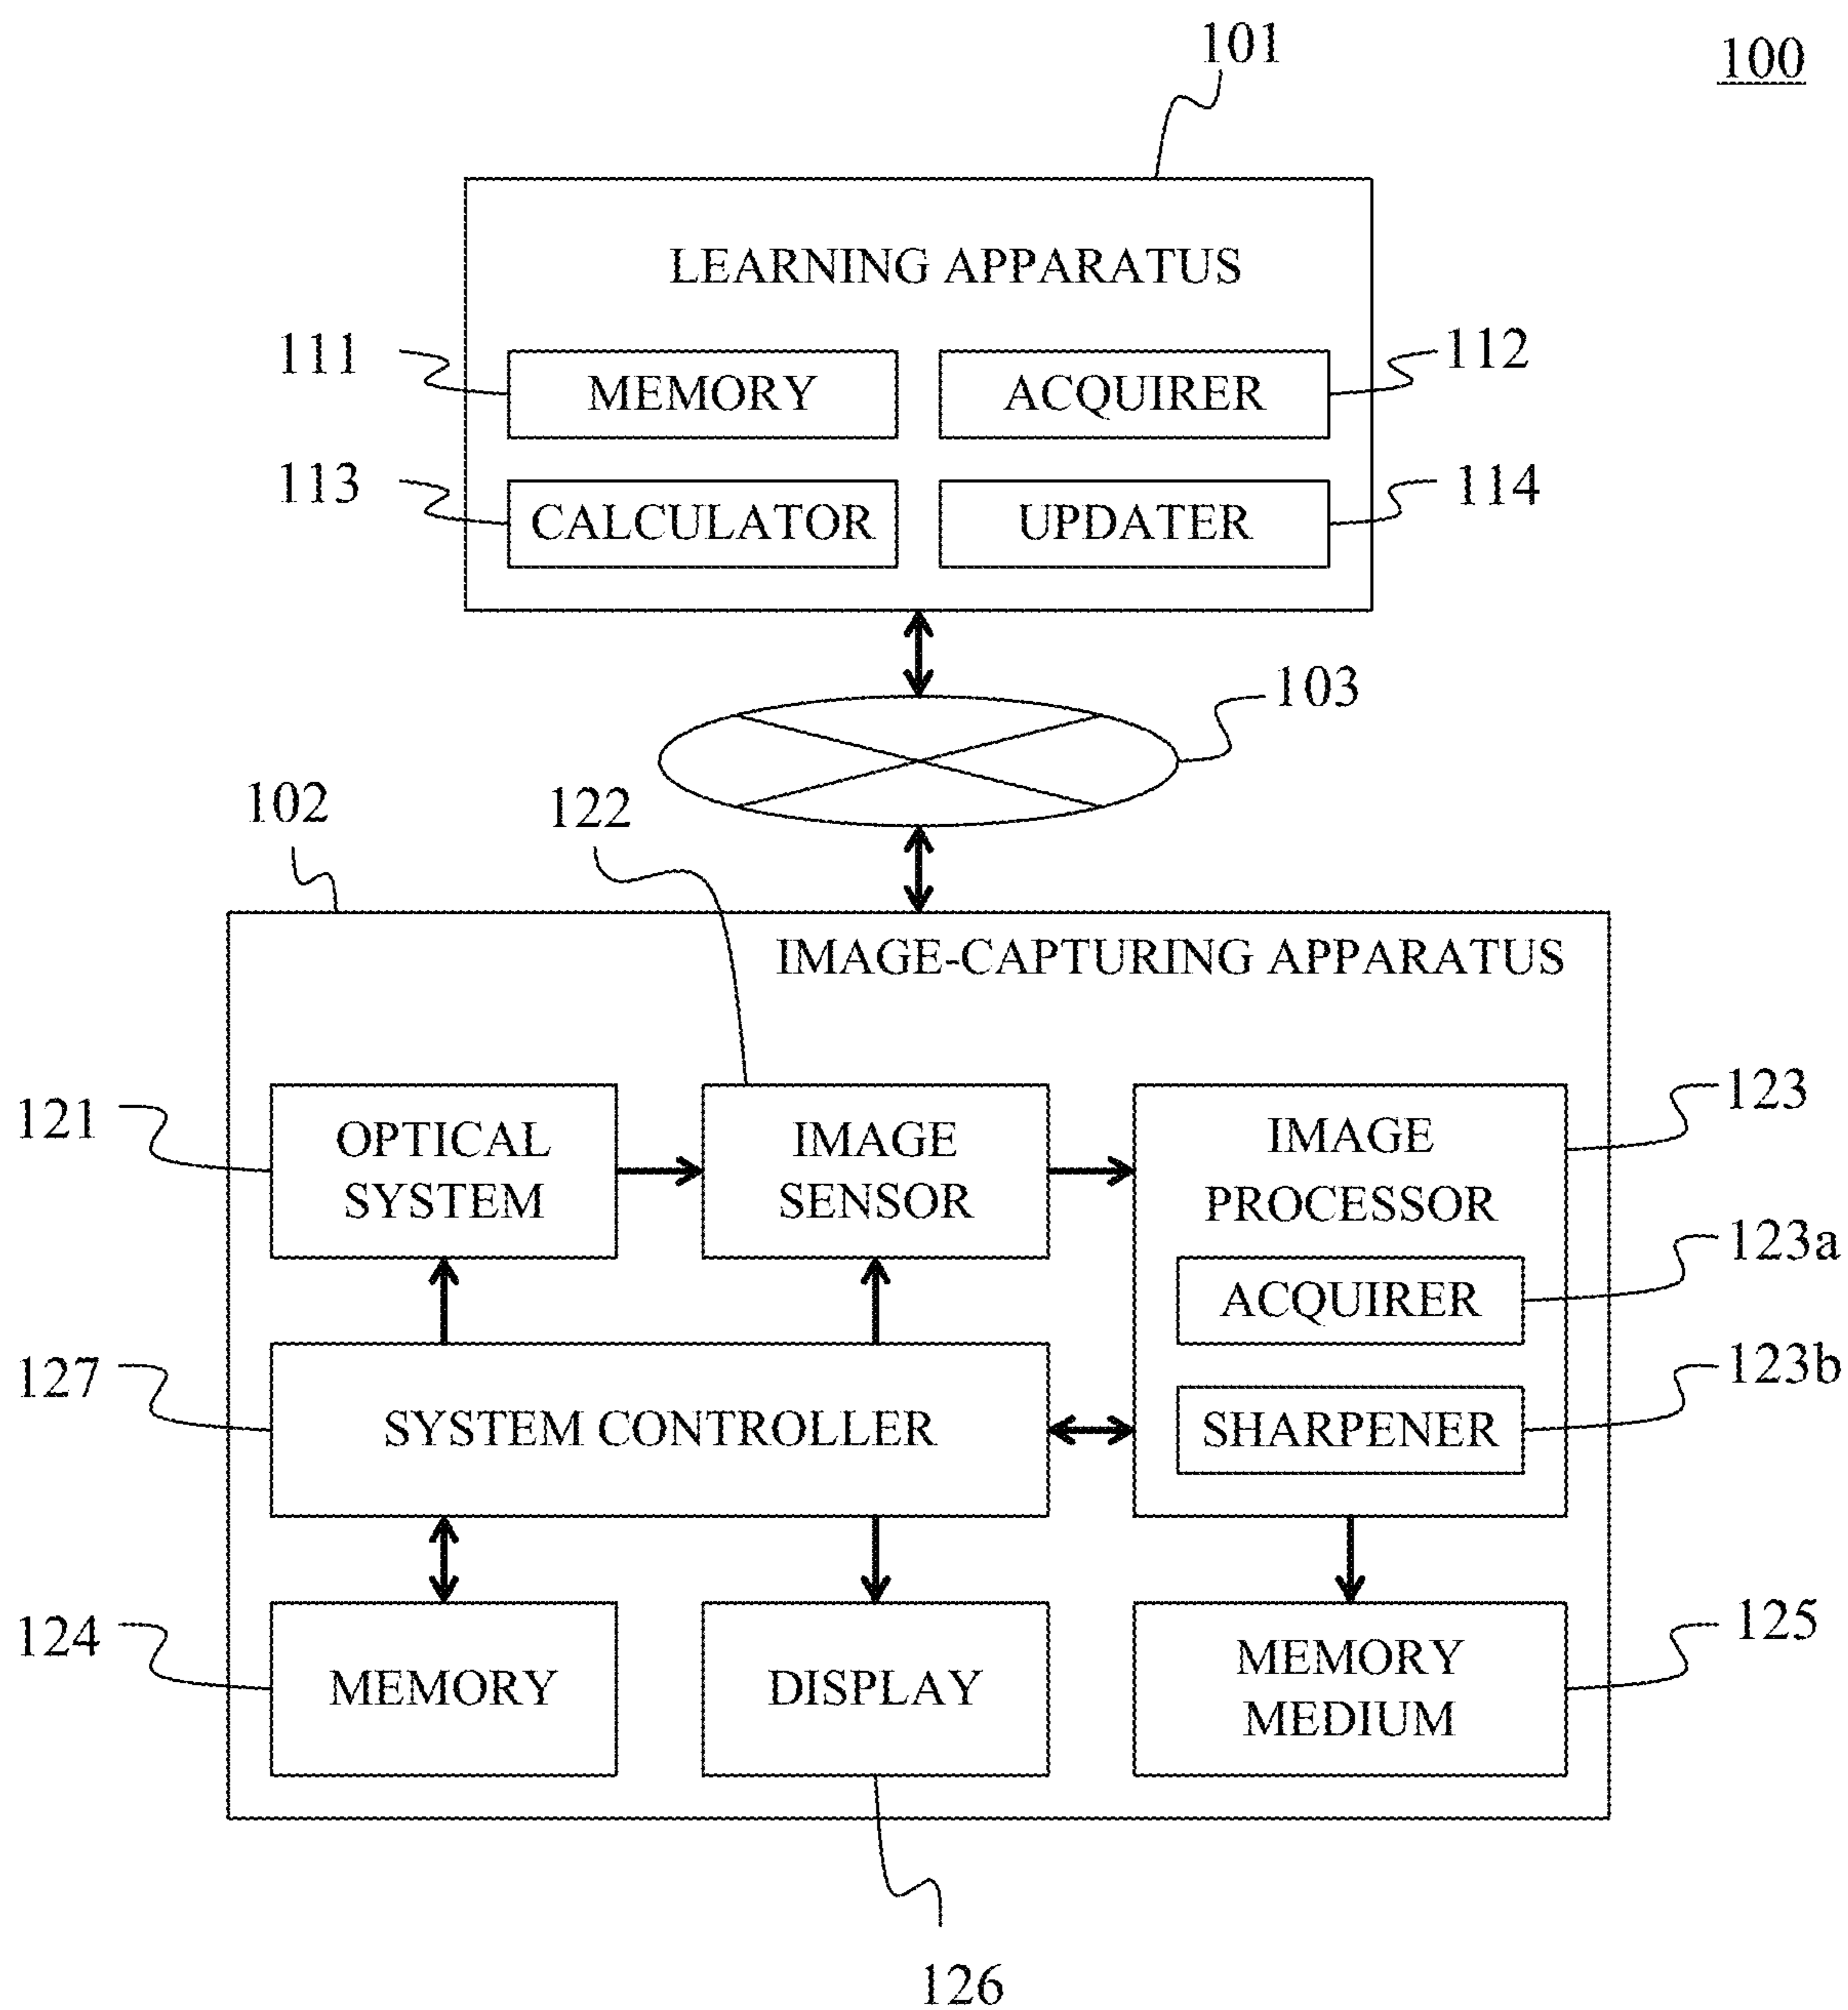 101
100
LEARNING APPARATUS
111
MEMORY
ACQUIRER
112
113
CALCULATOR
UPDATER
114
103
102
122
IMAGE-CAPTURING APPARATUS
121
OPTICAL
SYSTEM
IMAGE
SENSOR
IMAGE
PROCESSOR
123
ACQUIRER
123a
127
SYSTEM CONTROLLER
SHARPENER
123b
124
MEMORY
DISPLAY
MEMORY
MEDIUM
125
126